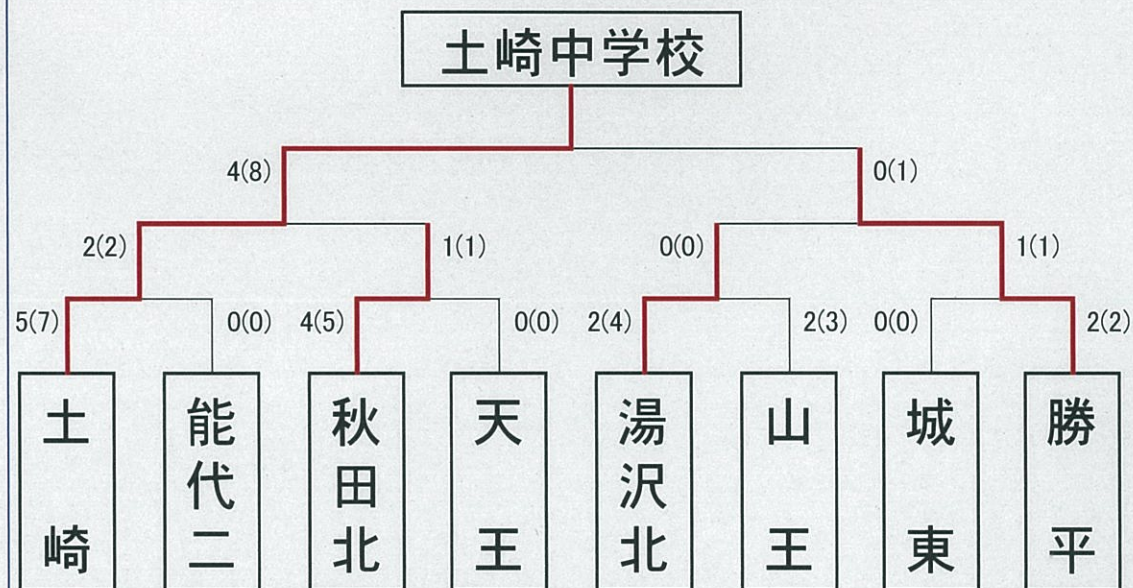 土崎中学校
4(8)
0(1)
2(2)
1(1)
0(0)
1(1)
5(7)
0(0)
4(5)
0(0)
2(4)
2(3)
0(0)
2(2)
土崎
能代二
秋田北
天王
湯沢北
山王
城東
勝平